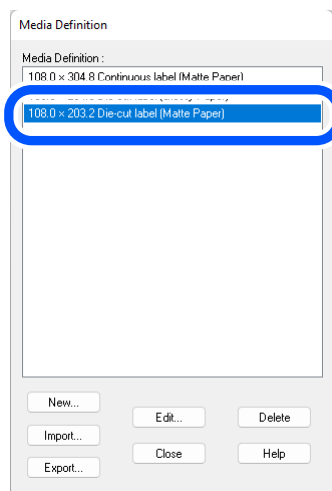 Media Definition
Media Definition :
108.0 × 304.8 Continuous label (Matte Paper)
108.0 × 203.2 Die-cut label (Matte Paper)
New...
Edit...
Delete
Import...
Close
Help
Export...